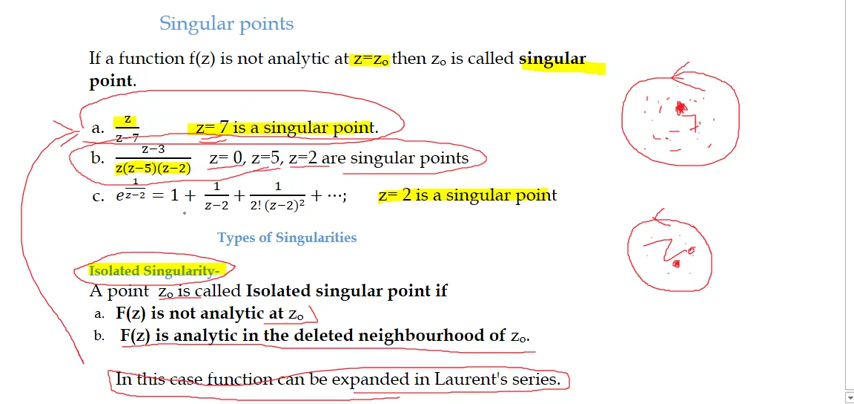 Singular points
If a function f(z) is not analytic at z=z₀ then z₀ is called singular
point.
a. z/(z−7) z= 7 is a singular point.
b. (z−3)/(z(z−5)(z−2)) z= 0, z=5, z=2 are singular points
c. e^(1/(z−2)) = 1 + 1/(z−2) + 1/(2! (z−2)²) + ⋯; z= 2 is a singular point
Types of Singularities
Isolated Singularity-
A point z₀ is called Isolated singular point if
a. F(z) is not analytic at z₀
b. F(z) is analytic in the deleted neighbourhood of z₀.
In this case function can be expanded in Laurent's series.
7
Z₀